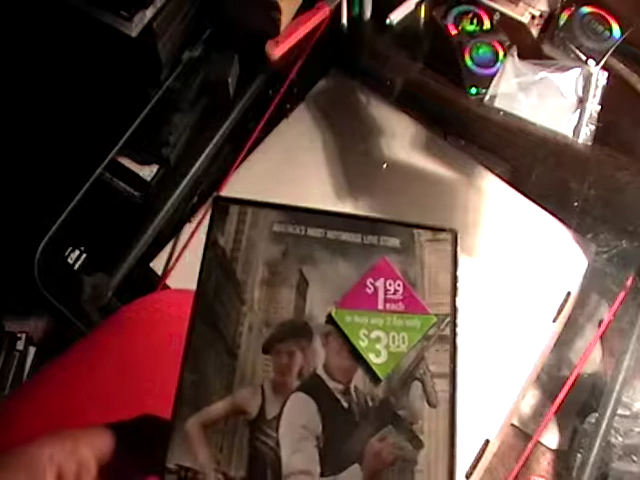 AMERICA'S MOST NOTORIOUS LOVE STORY
$1.99
each
or buy any 2 for only
$3.00